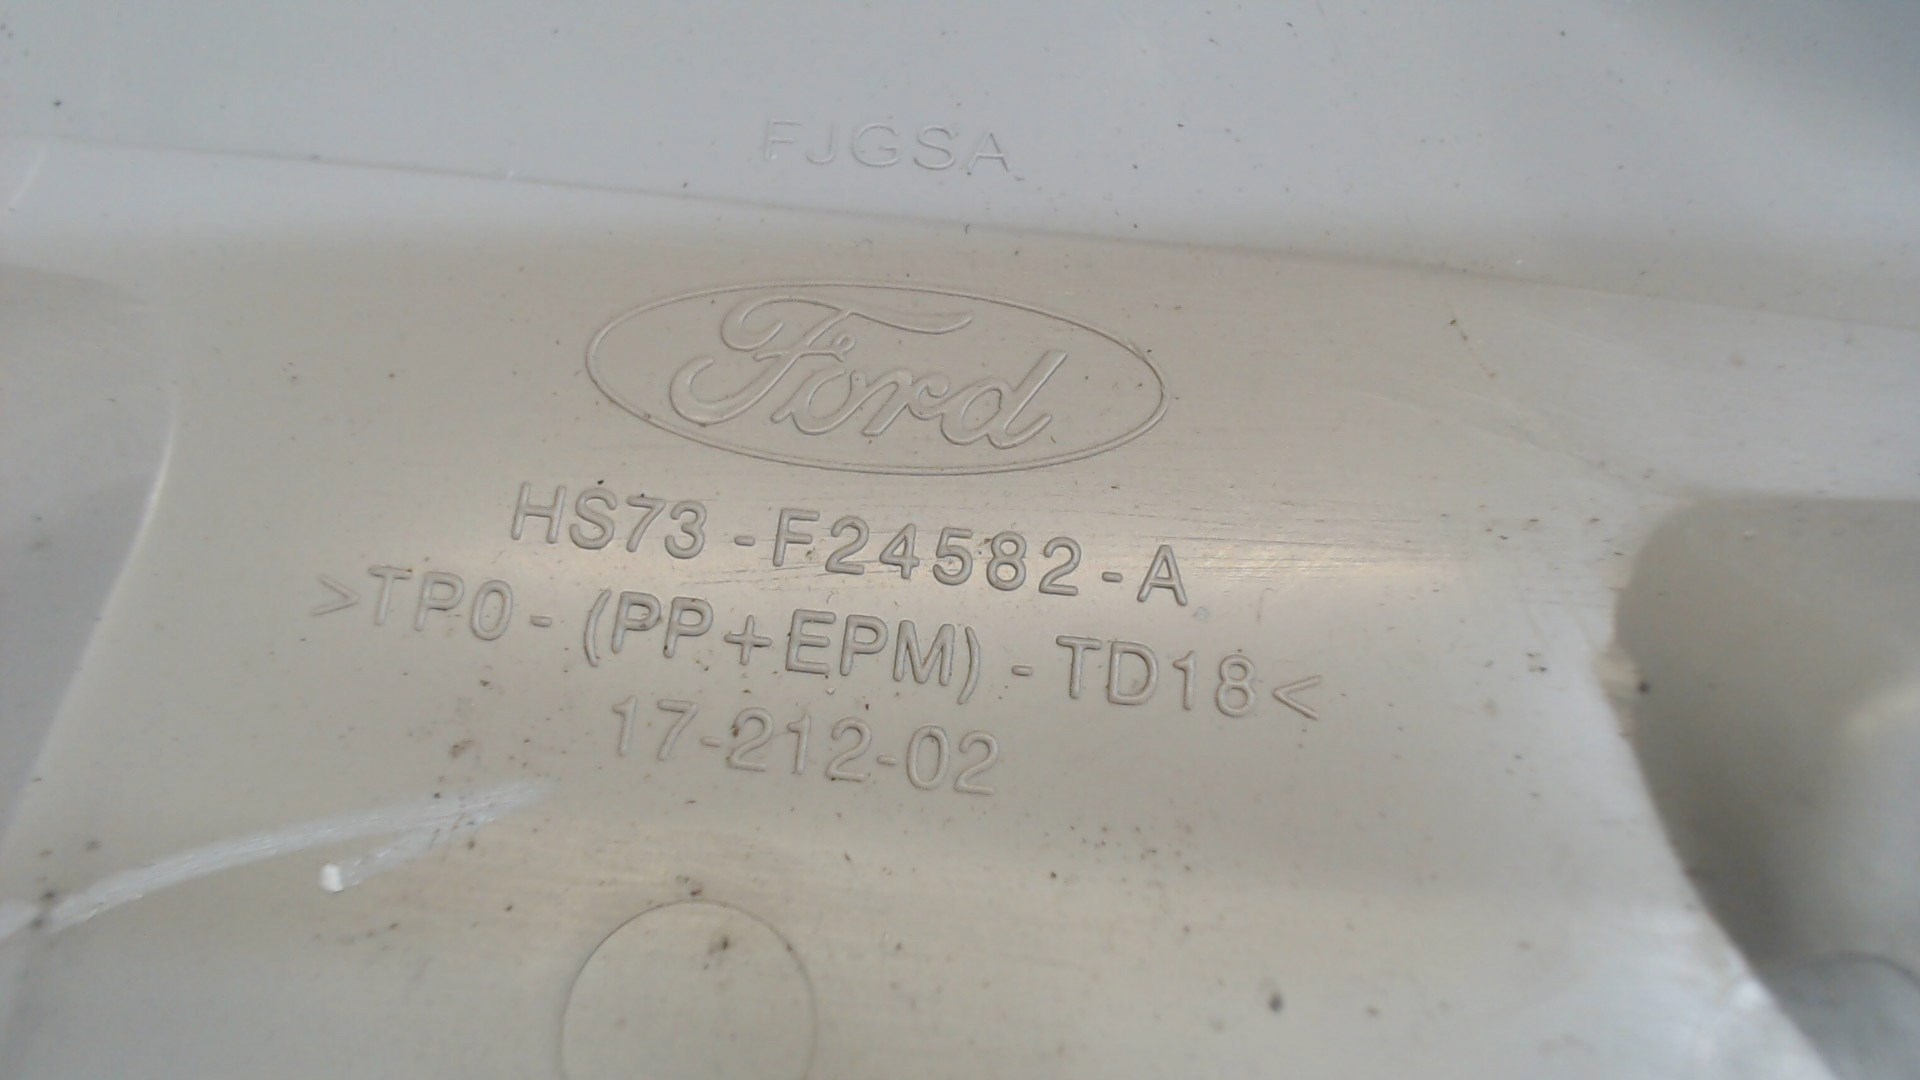 FJGSA
Ford
HS73-F24582-A
>TPO-(PP+EPM)-TD18<
17-212-02